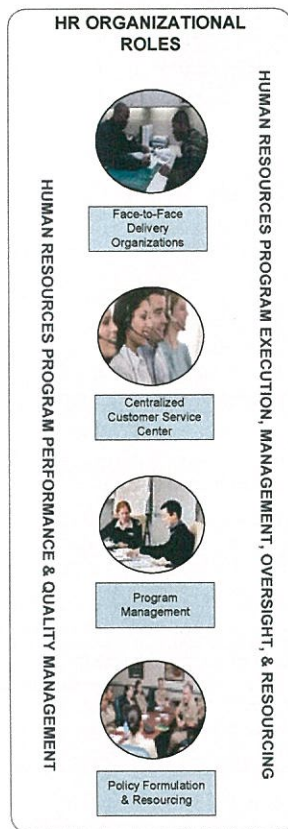 HR ORGANIZATIONAL
ROLES
HUMAN RESOURCES PROGRAM PERFORMANCE & QUALITY MANAGEMENT
HUMAN RESOURCES PROGRAM EXECUTION, MANAGEMENT, OVERSIGHT, & RESOURCING
Face-to-Face
Delivery
Organizations
Centralized
Customer Service
Center
Program
Management
Policy Formulation
& Resourcing